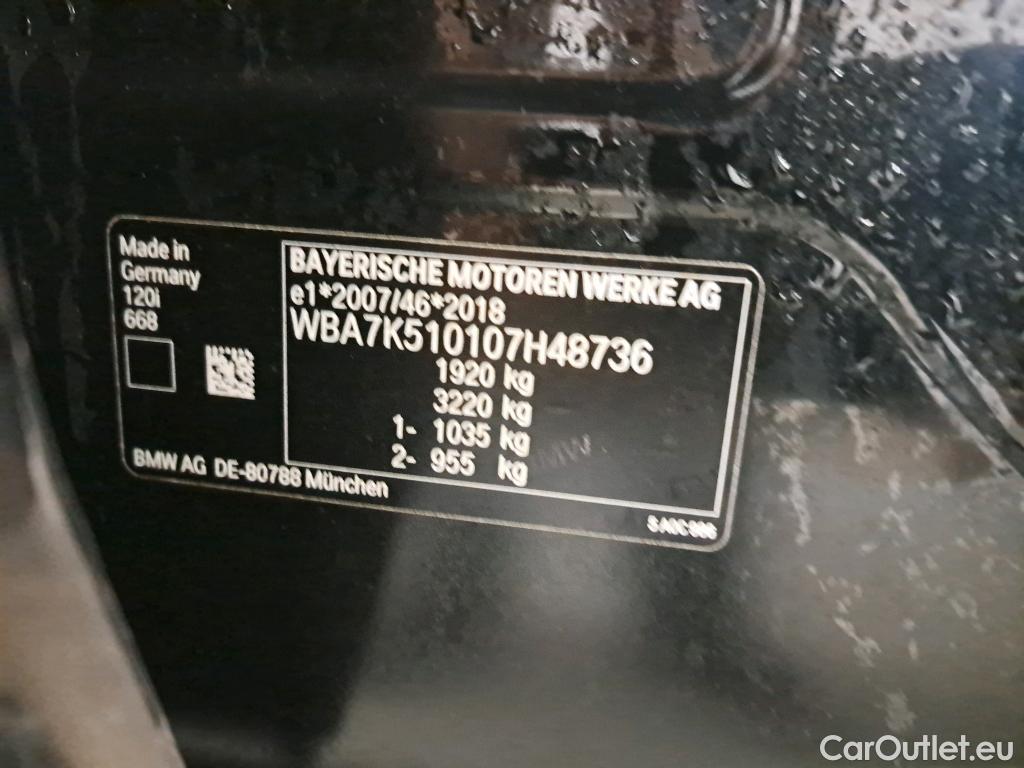 Made in
Germany
120i
668
BAYERISCHE MOTOREN WERKE AG
e1*2007/46*2018
WBA7K510107H48736
1920 kg
3220 kg
1- 1035 kg
2- 955 kg
BMW AG DE-80788 München
CarOutlet.eu